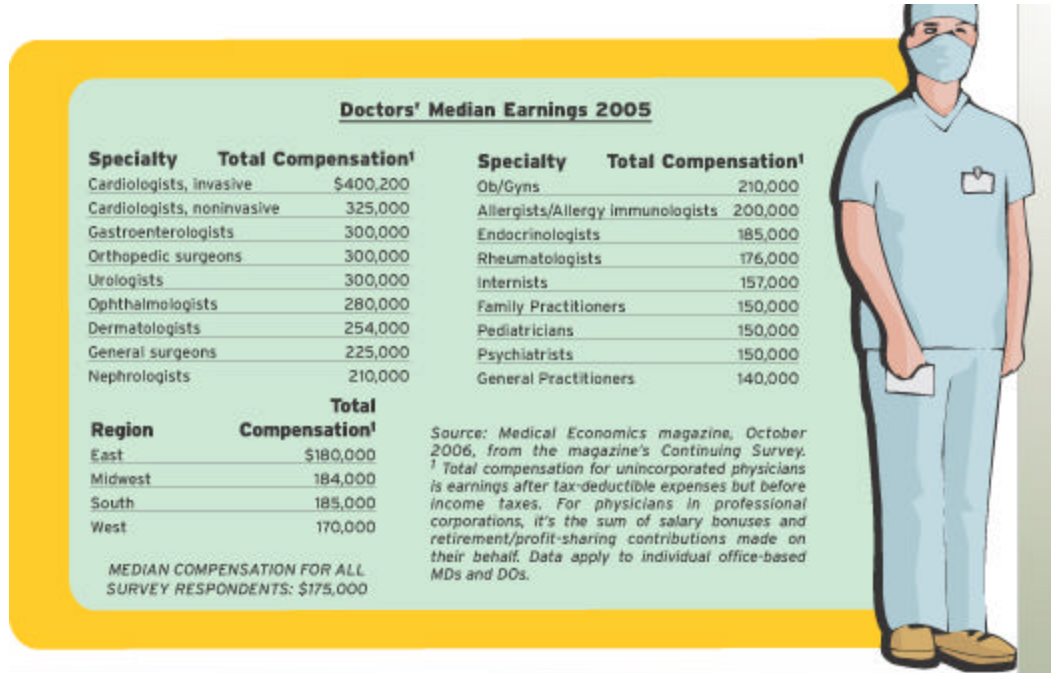 Doctors' Median Earnings 2005
Specialty Total Compensation¹
Cardiologists, invasive $400,200
Cardiologists, noninvasive 325,000
Gastroenterologists 300,000
Orthopedic surgeons 300,000
Urologists 300,000
Ophthalmologists 280,000
Dermatologists 254,000
General surgeons 225,000
Nephrologists 210,000
Specialty Total Compensation¹
Ob/Gyns 210,000
Allergists/Allergy immunologists 200,000
Endocrinologists 185,000
Rheumatologists 176,000
Internists 157,000
Family Practitioners 150,000
Pediatricians 150,000
Psychiatrists 150,000
General Practitioners 140,000
Total
Region Compensation¹
East $180,000
Midwest 184,000
South 185,000
West 170,000
MEDIAN COMPENSATION FOR ALL
SURVEY RESPONDENTS: $175,000
Source: Medical Economics magazine, October
2006, from the magazine's Continuing Survey.
¹ Total compensation for unincorporated physicians
is earnings after tax-deductible expenses but before
income taxes. For physicians in professional
corporations, it's the sum of salary bonuses and
retirement/profit-sharing contributions made on
their behalf. Data apply to individual office-based
MDs and DOs.